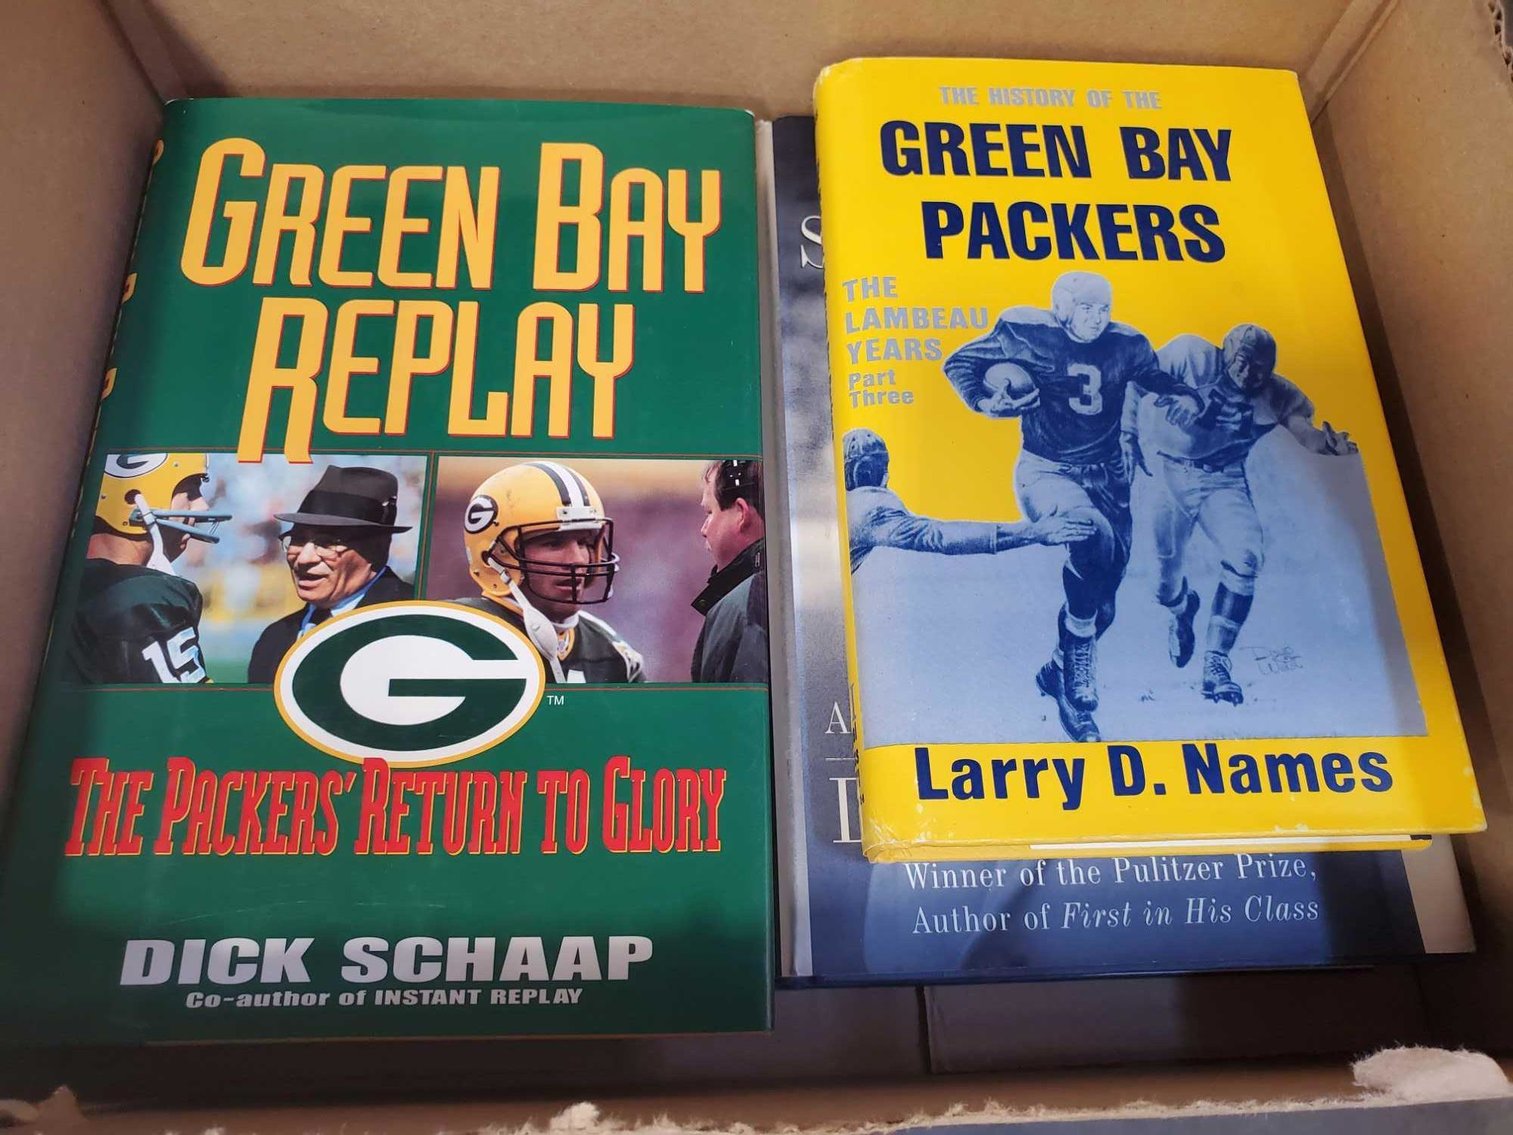 GREEN BAY
REPLAY
G
G
15
G
TM
THE PACKERS' RETURN TO GLORY
DICK SCHAAP
Co-author of INSTANT REPLAY
THE HISTORY OF THE
GREEN BAY
PACKERS
THE
LAMBEAU
YEARS
Part
Three
3
Larry D. Names
S
A
Winner of the Pulitzer Prize,
Author of First in His Class